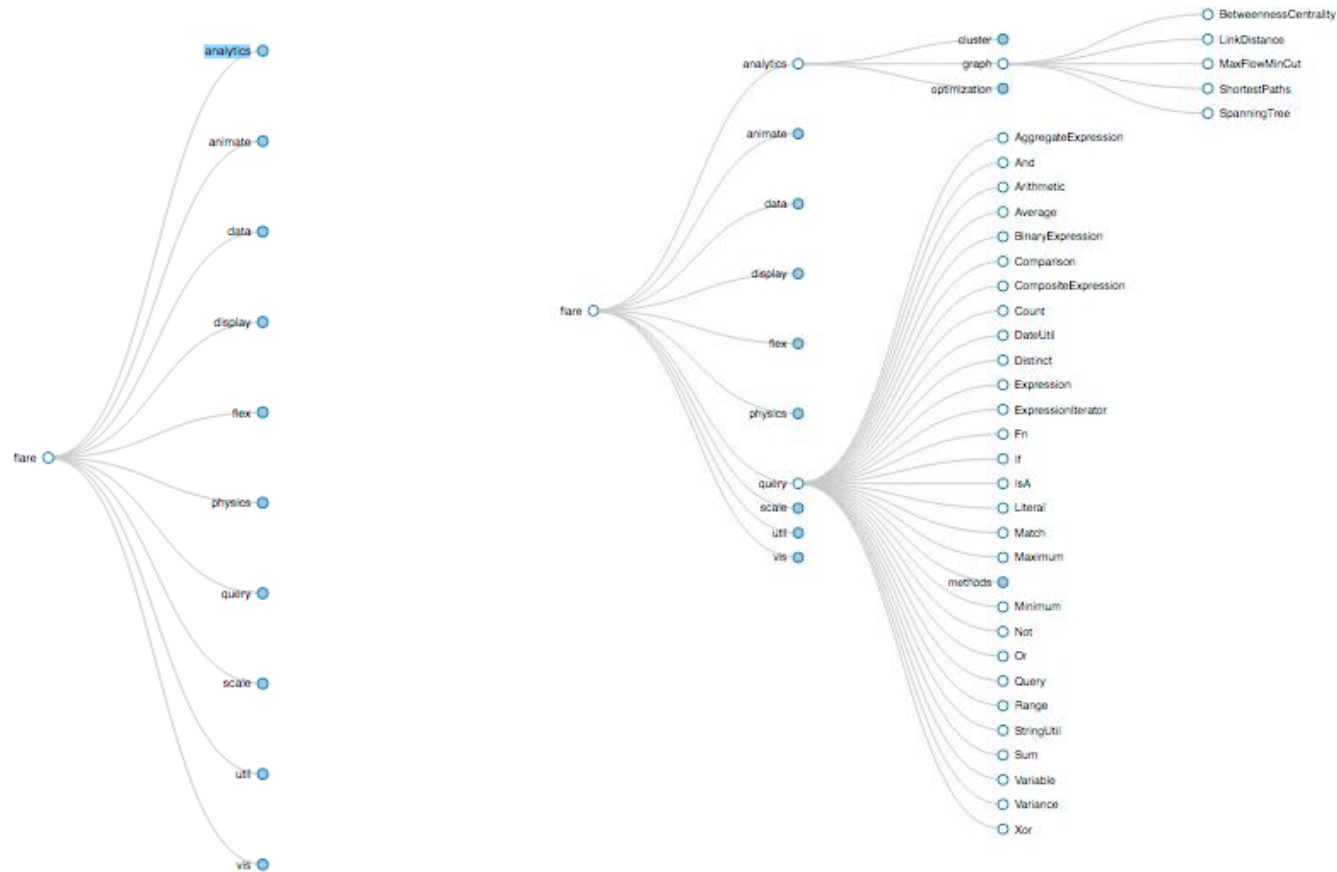 analytics
animate
data
display
flex
flare
physics
query
scale
util
vis
BetweennessCentrality
cluster
LinkDistance
analytics
graph
MaxFlowMinCut
optimization
ShortestPaths
SpanningTree
animate
AggregateExpression
And
Arithmetic
data
Average
BinaryExpression
Comparison
display
CompositeExpression
flare
Count
DateUtil
flex
Distinct
Expression
physics
ExpressionIterator
Fn
If
query
IsA
scale
Literal
util
Match
vis
Maximum
methods
Minimum
Not
Or
Query
Range
StringUtil
Sum
Variable
Variance
Xor